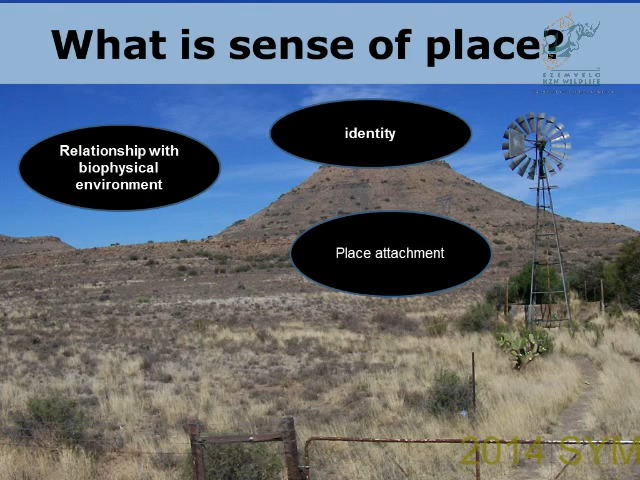 What is sense of place?
EZEMVELO
KZN WILDLIFE
identity
Relationship with
biophysical
environment
Place attachment
2014 SYM